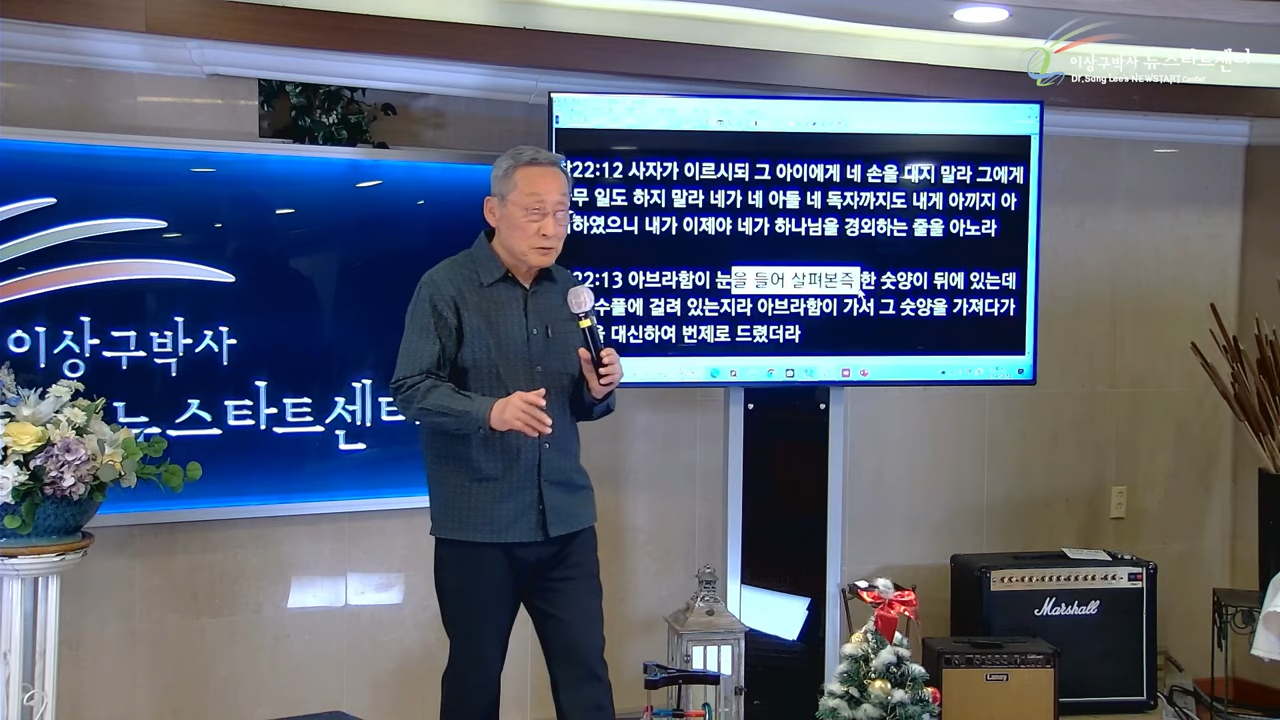 이상구박사 뉴스타트센터
Dr.Sang Lee's NEWSTART Center
22:12 사자가 이르시되 그 아이에게 네 손을 대지 말라 그에게
무 일도 하지 말라 네가 네 아들 네 독자까지도 내게 아끼지 아
하였으니 내가 이제야 네가 하나님을 경외하는 줄을 아노라
22:13 아브라함이 눈을 들어 살펴본즉 한 숫양이 뒤에 있는데
수풀에 걸려 있는지라 아브라함이 가서 그 숫양을 가져다가
대신하여 번제로 드렸더라
이상구박사
뉴스타트센터
Marshall
Laney